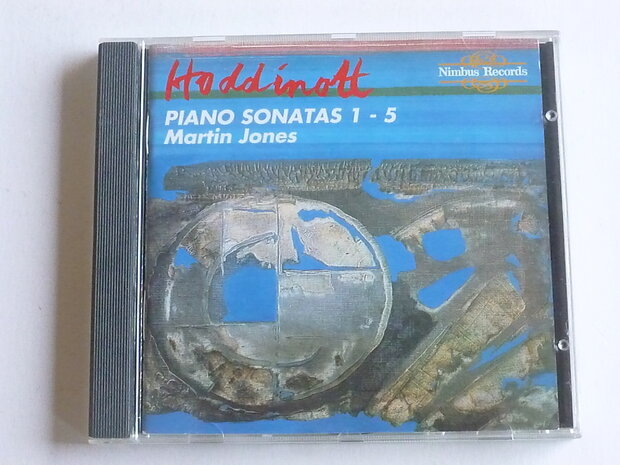 Hoddinott
Nimbus Records
PIANO SONATAS 1 - 5
Martin Jones